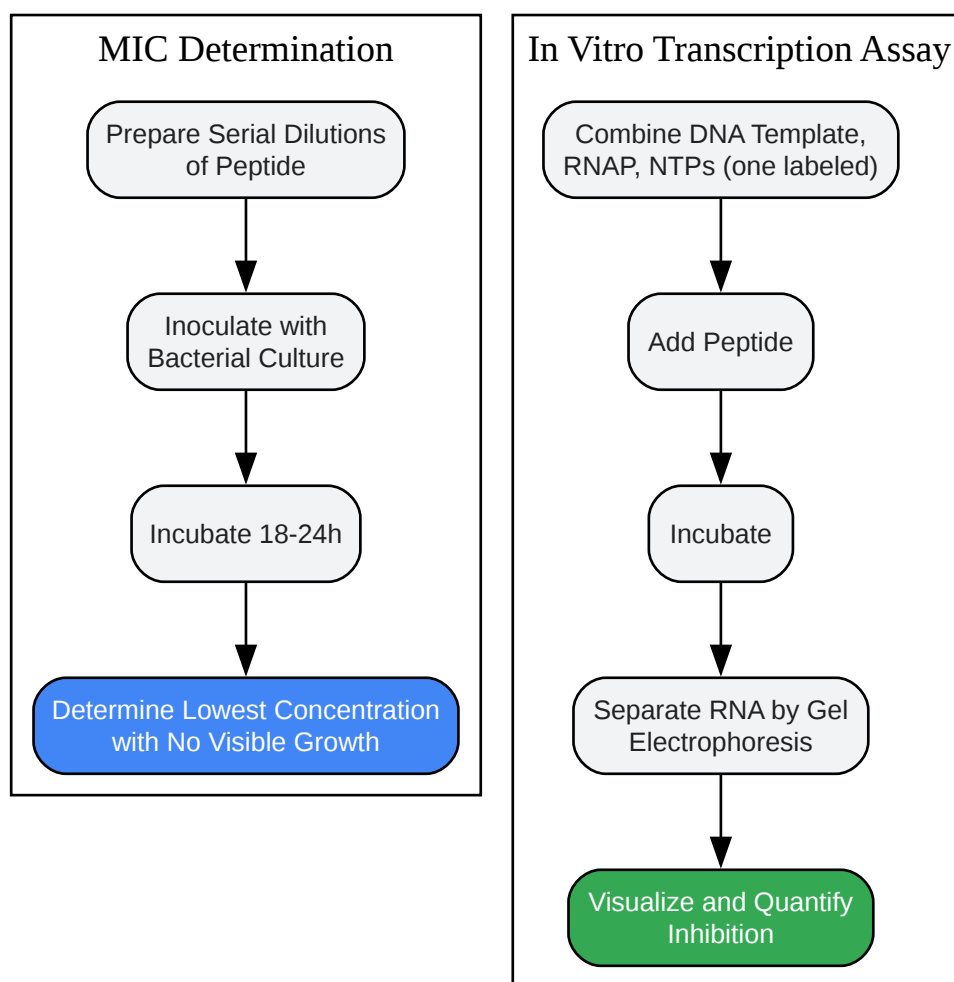 MIC Determination
Prepare Serial Dilutions
of Peptide
Inoculate with
Bacterial Culture
Incubate 18-24h
Determine Lowest Concentration
with No Visible Growth
In Vitro Transcription Assay
Combine DNA Template,
RNAP, NTPs (one labeled)
Add Peptide
Incubate
Separate RNA by Gel
Electrophoresis
Visualize and Quantify
Inhibition